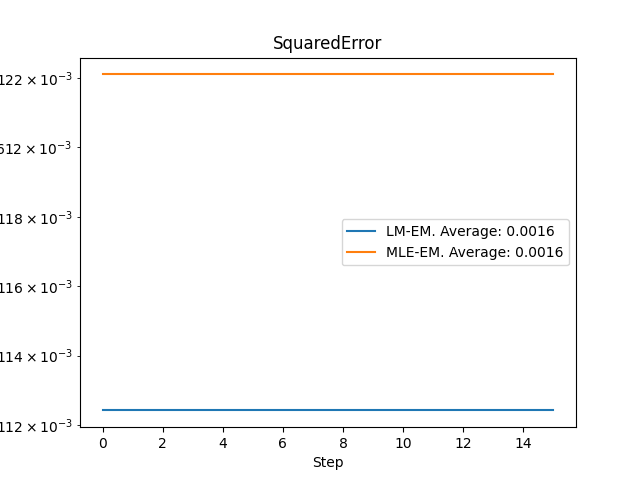 SquaredError
122 × 10⁻³
612 × 10⁻³
118 × 10⁻³
116 × 10⁻³
114 × 10⁻³
112 × 10⁻³
LM-EM. Average: 0.0016
MLE-EM. Average: 0.0016
0 2 4 6 8 10 12 14
Step